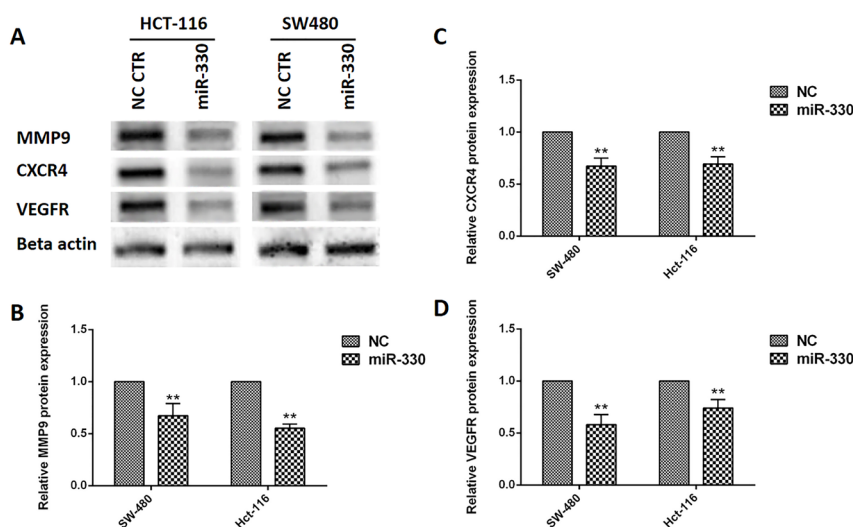 A
HCT-116 SW480
NC CTR miR-330 NC CTR miR-330
MMP9
CXCR4
VEGFR
Beta actin
B
Relative MMP9 protein expression
1.5
1.0
0.5
0.0
** **
SW-480 Hct-116
NC
miR-330
C
Relative CXCR4 protein expression
1.5
1.0
0.5
0.0
** **
SW-480 Hct-116
NC
miR-330
D
Relative VEGFR protein expression
1.5
1.0
0.5
0.0
** **
SW-480 Hct-116
NC
miR-330